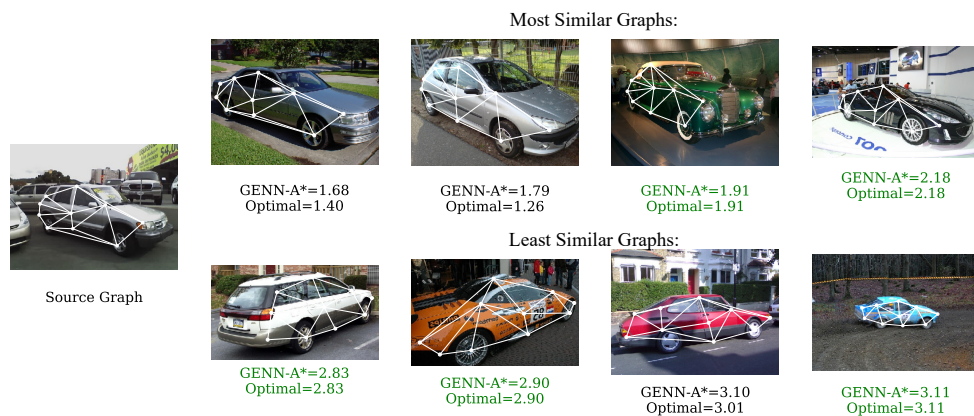 Most Similar Graphs:
GENN-A*=1.68
Optimal=1.40
GENN-A*=1.79
Optimal=1.26
GENN-A*=1.91
Optimal=1.91
GENN-A*=2.18
Optimal=2.18
Source Graph
Least Similar Graphs:
GENN-A*=2.83
Optimal=2.83
GENN-A*=2.90
Optimal=2.90
GENN-A*=3.10
Optimal=3.01
GENN-A*=3.11
Optimal=3.11